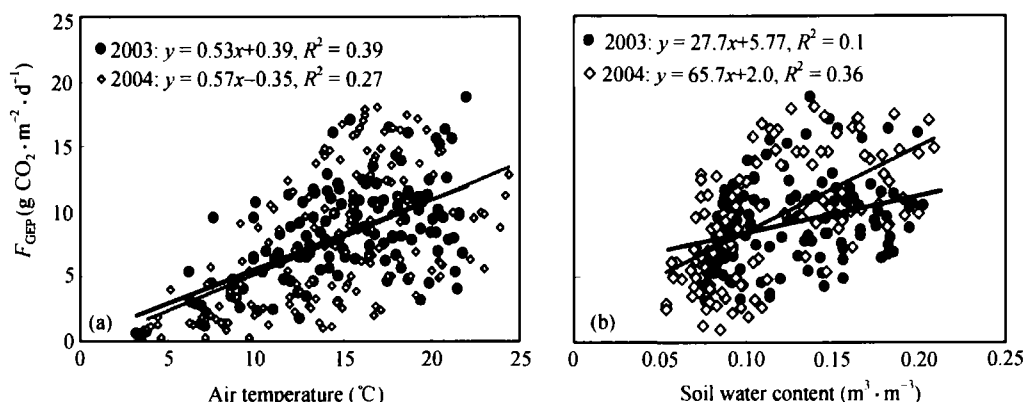 25
20
15
10
5
0
F_GEP (g CO₂ · m⁻² · d⁻¹)
● 2003: y = 0.53x+0.39, R² = 0.39
◇ 2004: y = 0.57x−0.35, R² = 0.27
(a)
0 5 10 15 20 25
Air temperature (℃)
● 2003: y = 27.7x+5.77, R² = 0.1
◇ 2004: y = 65.7x+2.0, R² = 0.36
(b)
0 0.05 0.10 0.15 0.20 0.25
Soil water content (m³ · m⁻³)